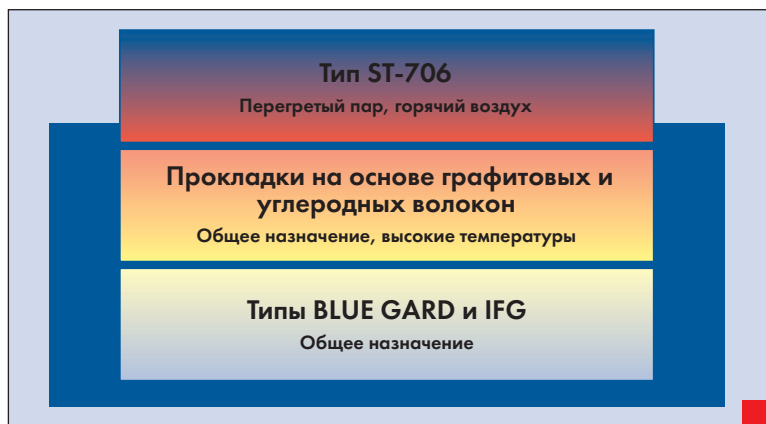 Тип ST-706
Перегретый пар, горячий воздух
Прокладки на основе графитовых и
углеродных волокон
Общее назначение, высокие температуры
Типы BLUE GARD и IFG
Общее назначение